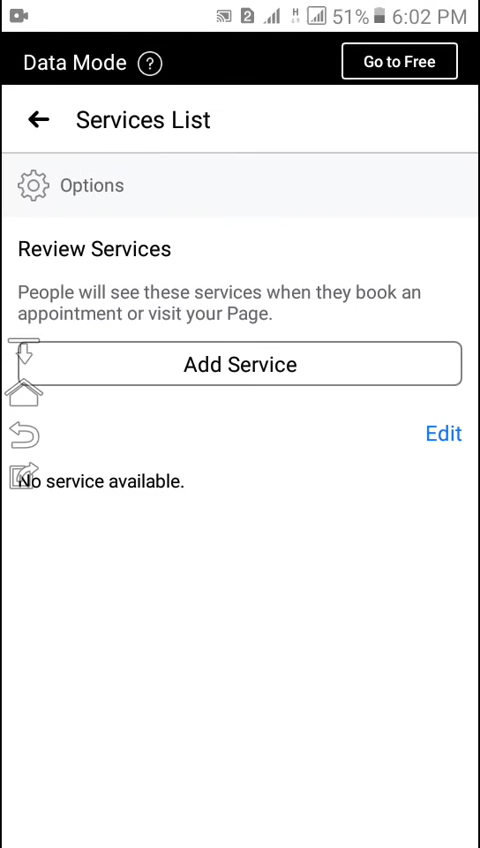 2 H 51% 6:02 PM
Data Mode ? Go to Free
Services List
Options
Review Services
People will see these services when they book an
appointment or visit your Page.
Add Service
Edit
No service available.